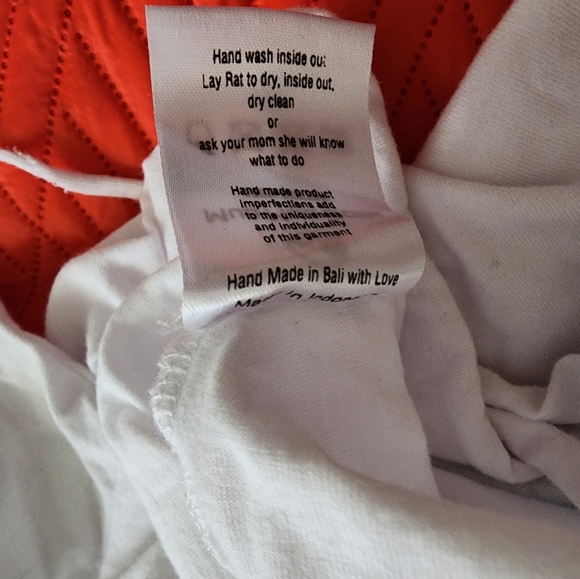 Hand wash inside out
Lay Rat to dry, inside out,
dry clean
or
ask your mom she will know
what to do
Hand made product
imperfections add
to the uniqueness
and individuality
of this garment
Hand Made in Bali with Love
in